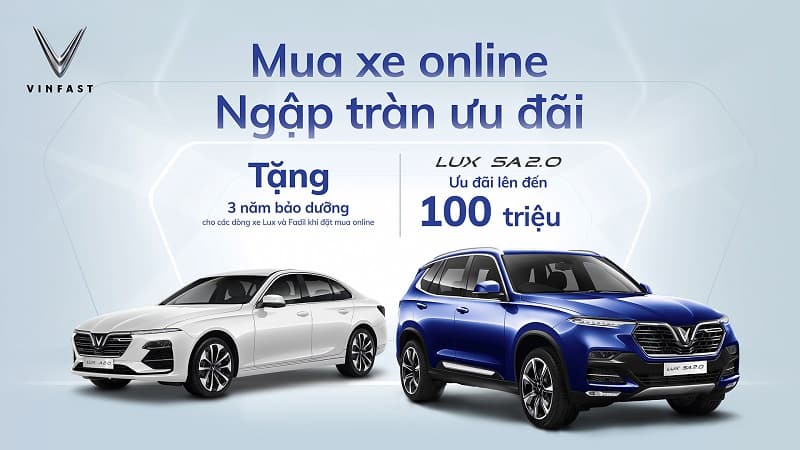 VINFAST
Mua xe online
Ngập tràn ưu đãi
Tặng
3 năm bảo dưỡng
cho các dòng xe Lux và Fadil khi đặt mua online
LUX SA2.0
Ưu đãi lên đến
100 triệu
LUX A2.0
LUX SA2.0